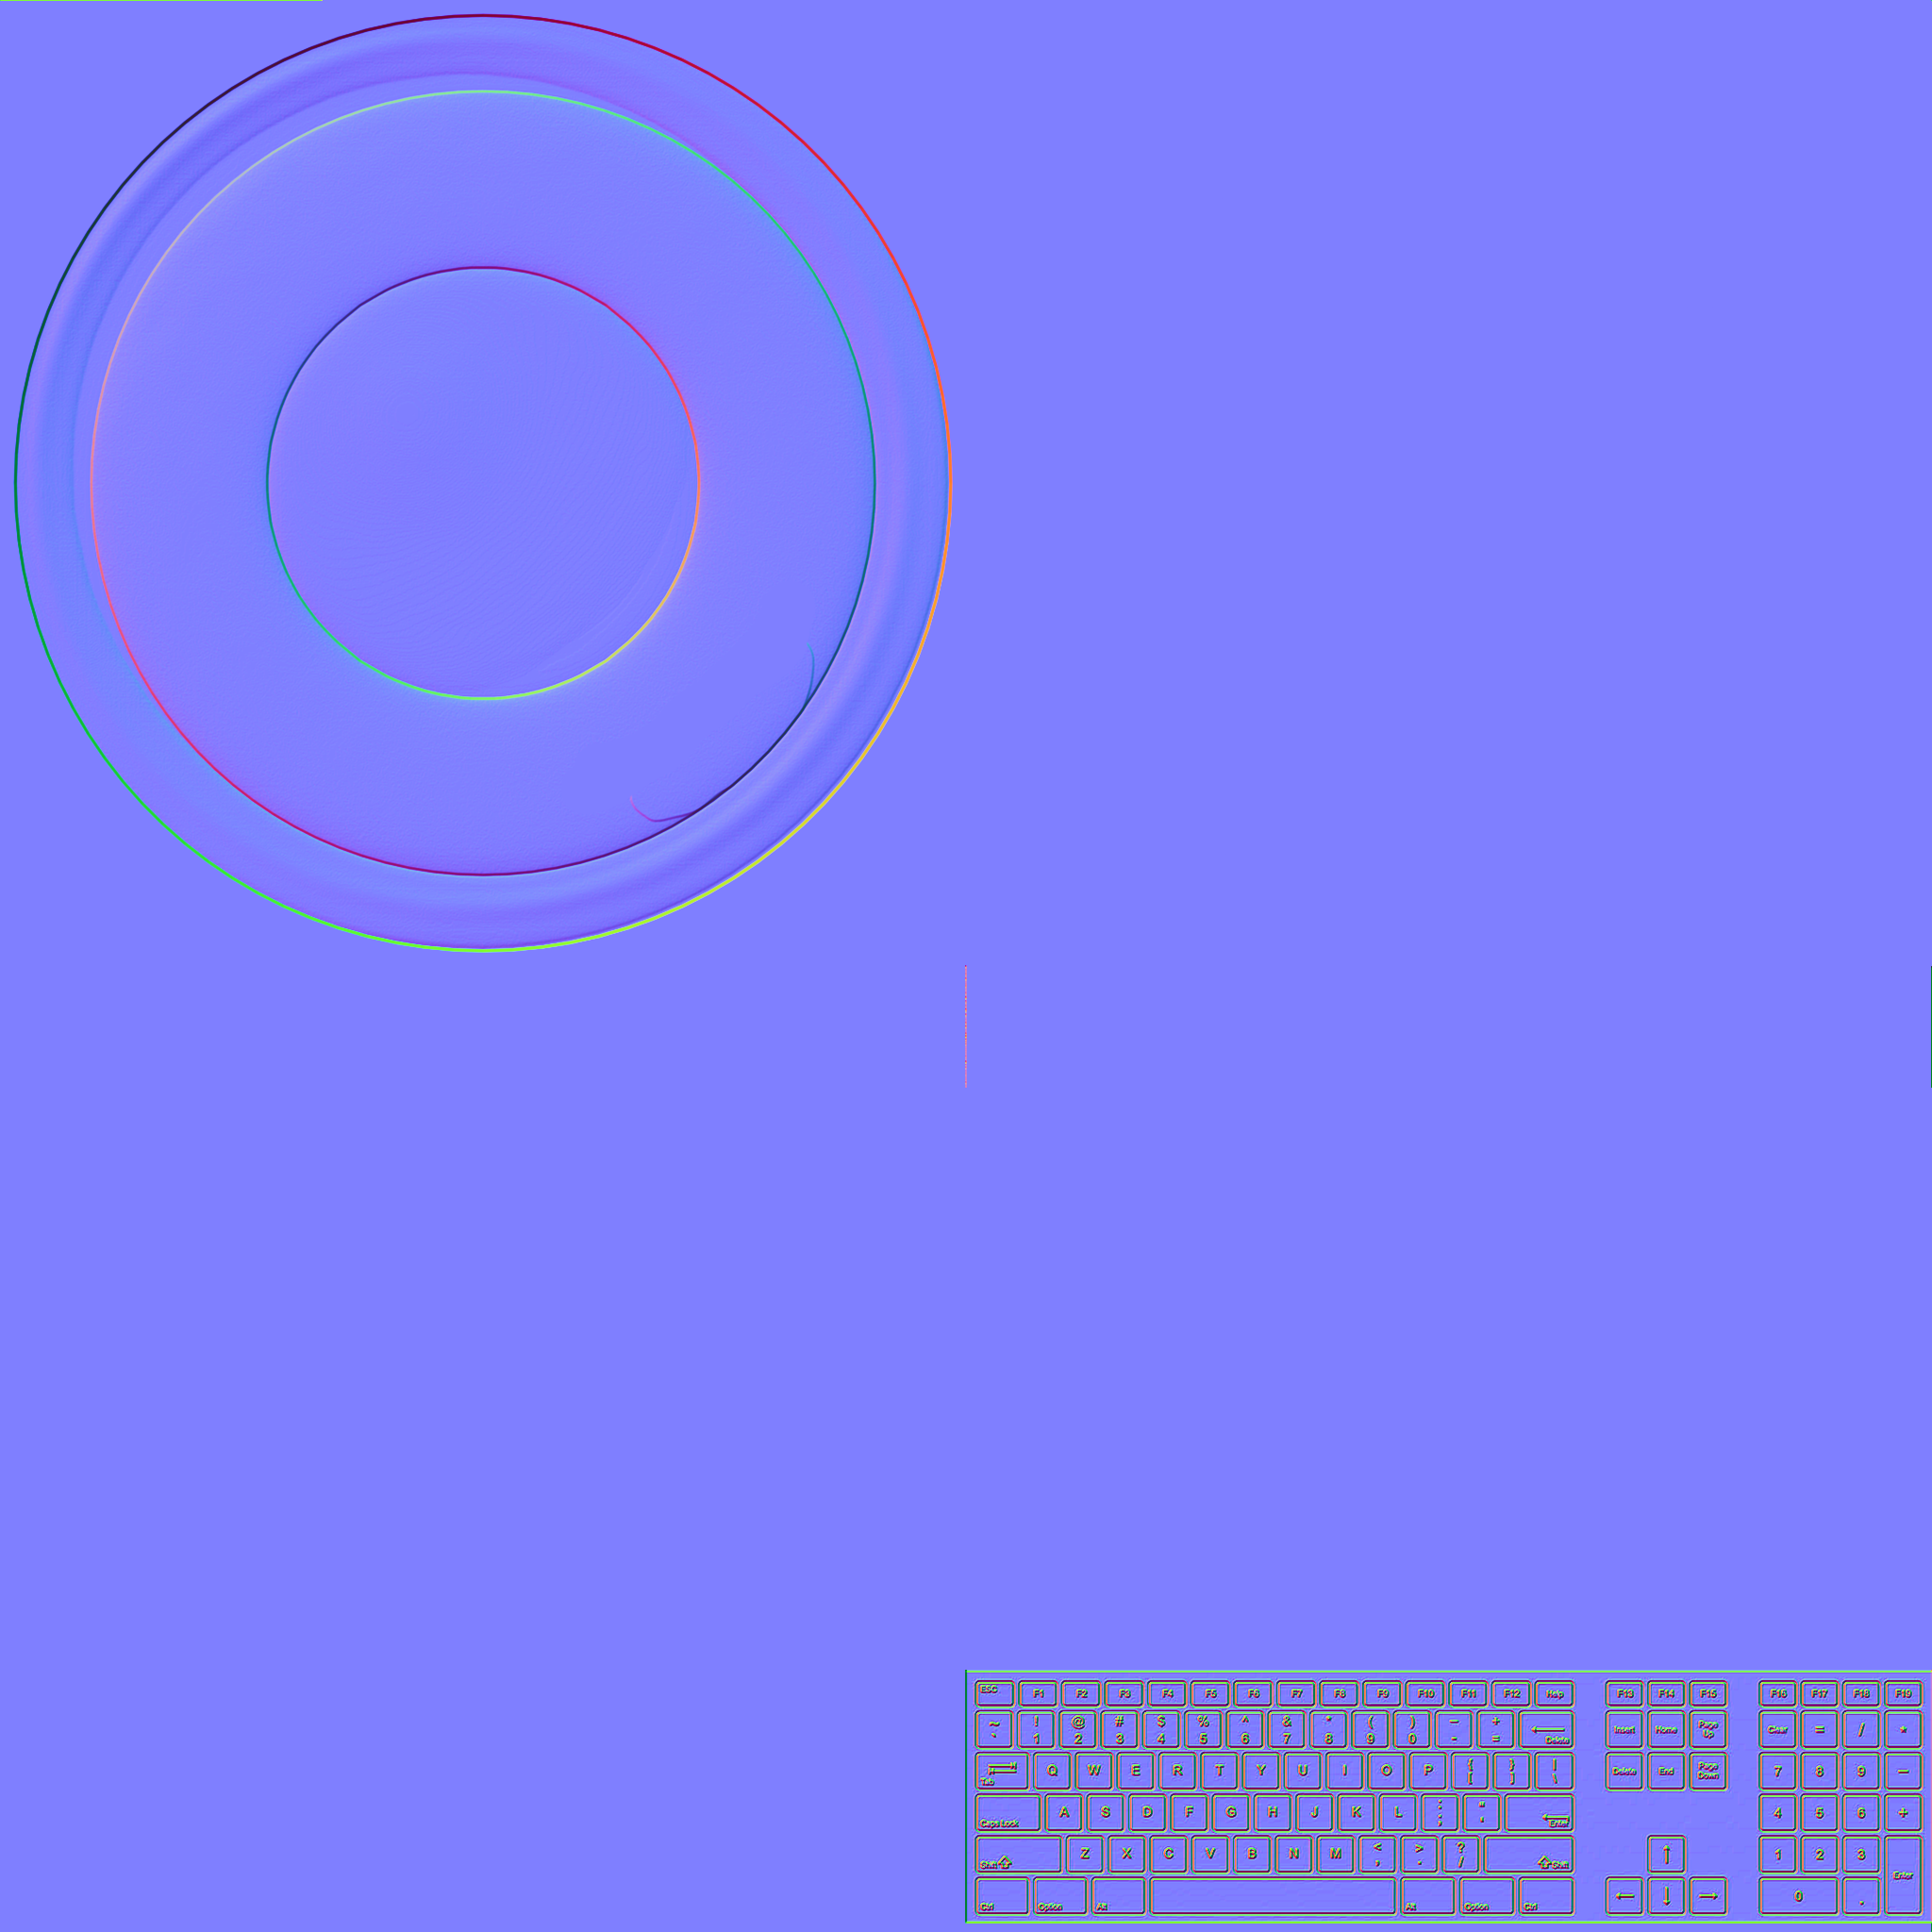 ESC F1 F2 F3 F4 F5 F6 F7 F8 F9 F10 F11 F12 Help F13 F14 F15 F16 F17 F18 F19
~ ! @ # $ % ^ & * ( ) – +
` 1 2 3 4 5 6 7 8 9 0 - = Delete Insert Home Page Up Clear = / *
Tab Q W E R T Y U I O P { [ } ] | \ Delete End Page Down 7 8 9 –
Caps Lock A S D F G H J K L : ; " ' Enter 4 5 6 +
Shift Z X C V B N M < , > . ? / Shift ↑ 1 2 3 Enter
Ctrl Option Alt Alt Option Ctrl ← ↓ → 0 .